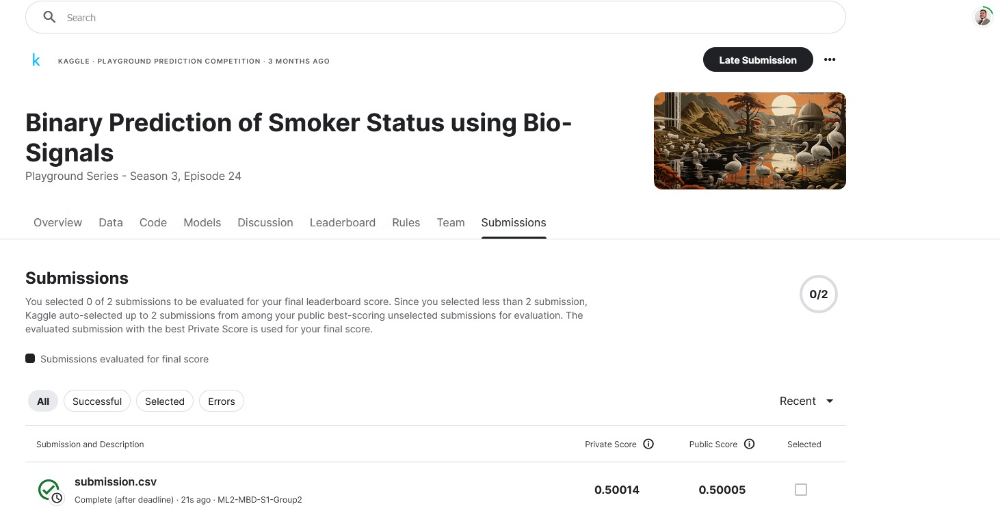 Search
k
KAGGLE · PLAYGROUND PREDICTION COMPETITION · 3 MONTHS AGO
Late Submission
Binary Prediction of Smoker Status using Bio-
Signals
Playground Series - Season 3, Episode 24
Overview Data Code Models Discussion Leaderboard Rules Team Submissions
Submissions
0/2
You selected 0 of 2 submissions to be evaluated for your final leaderboard score. Since you selected less than 2 submission,
Kaggle auto-selected up to 2 submissions from among your public best-scoring unselected submissions for evaluation. The
evaluated submission with the best Private Score is used for your final score.
Submissions evaluated for final score
All Successful Selected Errors Recent
Submission and Description Private Score Public Score Selected
submission.csv 0.50014 0.50005
Complete (after deadline) · 21s ago · ML2-MBD-S1-Group2